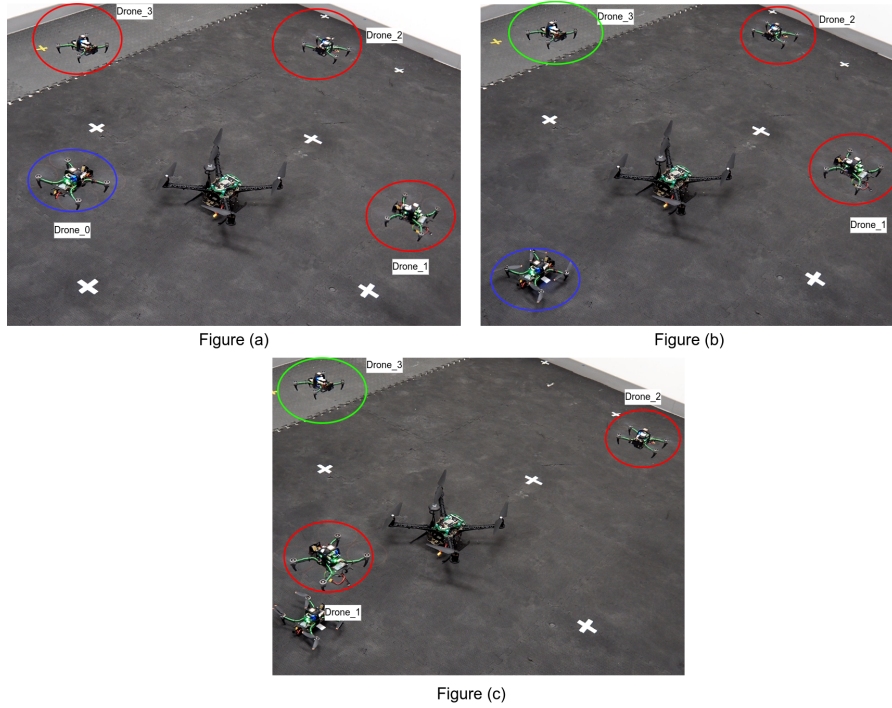 Drone_3
Drone_2
Drone_0
Drone_1
Figure (a)
Drone_3
Drone_2
Drone_1
Figure (b)
Drone_3
Drone_2
Drone_1
Figure (c)